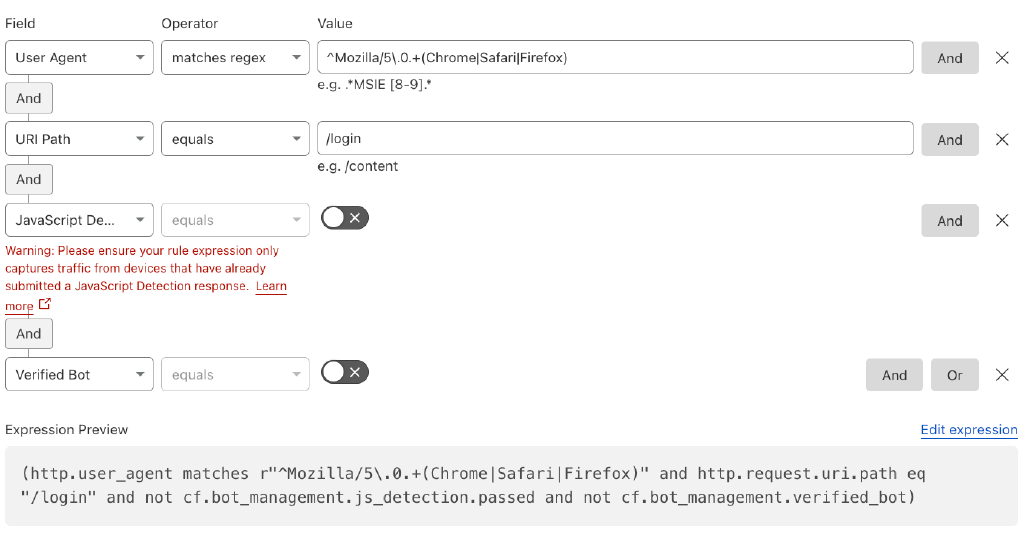 Field Operator Value
User Agent matches regex ^Mozilla/5\.0.+(Chrome|Safari|Firefox) And
e.g. .*MSIE [8-9].*
And
URI Path equals /login And
e.g. /content
And
JavaScript De... equals And
Warning: Please ensure your rule expression only
captures traffic from devices that have already
submitted a JavaScript Detection response. Learn
more
And
Verified Bot equals And Or
Expression Preview Edit expression
(http.user_agent matches r"^Mozilla/5\.0.+(Chrome|Safari|Firefox)" and http.request.uri.path eq
"/login" and not cf.bot_management.js_detection.passed and not cf.bot_management.verified_bot)